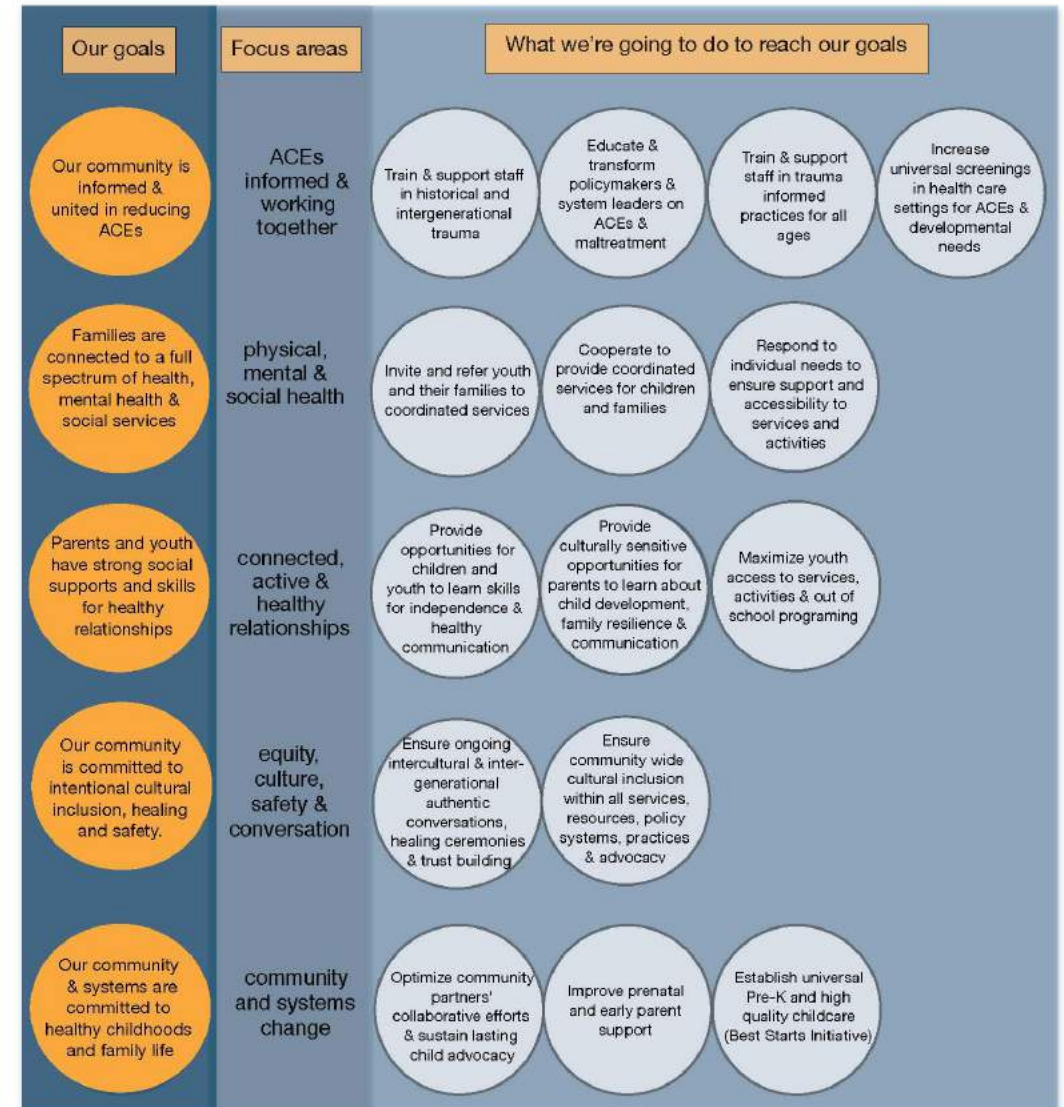 Our goals
Focus areas
What we're going to do to reach our goals
Our community is
informed &
united in reducing
ACEs
ACEs
informed &
working
together
Train & support staff
in historical and
intergenerational
trauma
Educate &
transform
policymakers &
system leaders on
ACEs &
maltreatment
Train & support
staff in trauma
informed
practices for all
ages
Increase
universal screenings
in health care
settings for ACEs &
developmental
needs
Families are
connected to a full
spectrum of health,
mental health &
social services
physical,
mental &
social health
Invite and refer youth
and their families to
coordinated services
Cooperate to
provide coordinated
services for children
and families
Respond to
individual needs to
ensure support and
accessibility to
services and
activities
Parents and youth
have strong social
supports and skills
for healthy
relationships
connected,
active &
healthy
relationships
Provide
opportunities for
children and
youth to learn skills
for independence &
healthy
communication
Provide
culturally sensitive
opportunities for
parents to learn about
child development,
family resilience &
communication
Maximize youth
access to services,
activities & out of
school programing
Our community
is committed to
intentional cultural
inclusion, healing
and safety.
equity,
culture,
safety &
conversation
Ensure ongoing
intercultural & inter-
generational
authentic
conversations,
healing ceremonies
& trust building
Ensure
community wide
cultural inclusion
within all services,
resources, policy
systems, practices
& advocacy
Our community
& systems are
committed to
healthy childhoods
and family life
community
and systems
change
Optimize community
partners'
collaborative efforts
& sustain lasting
child advocacy
Improve prenatal
and early parent
support
Establish universal
Pre-K and high
quality childcare
(Best Starts Initiative)